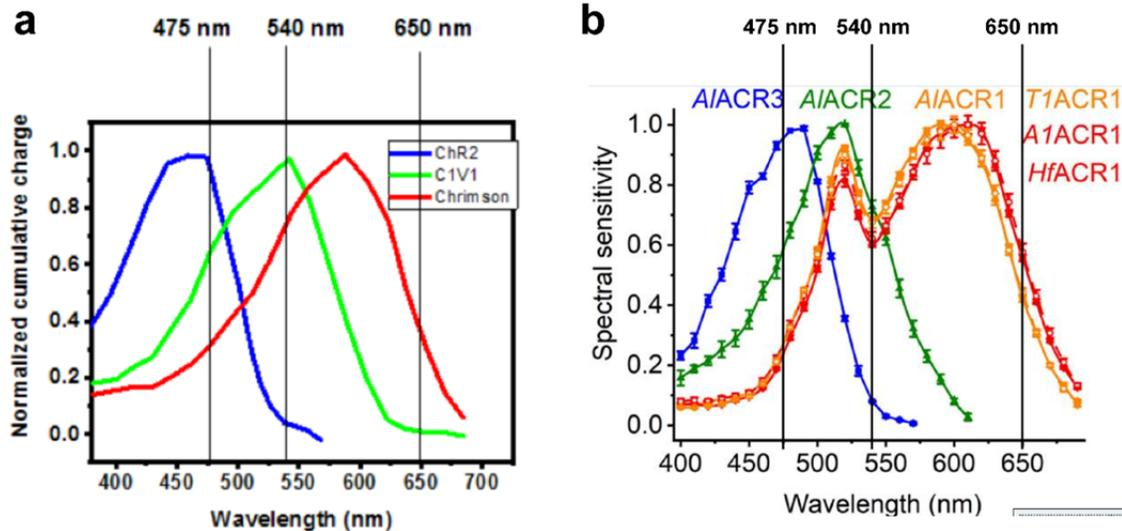 a
475 nm 540 nm 650 nm
Normalized cumulative charge
1.0
0.8
0.6
0.4
0.2
0.0
ChR2
C1V1
Chrimson
400 450 500 550 600 650 700
Wavelength (nm)
b
475 nm 540 nm 650 nm
AlACR3 AlACR2 AlACR1 T1ACR1
A1ACR1
HfACR1
Spectral sensitivity
1.0
0.8
0.6
0.4
0.2
0.0
400 450 500 550 600 650
Wavelength (nm)